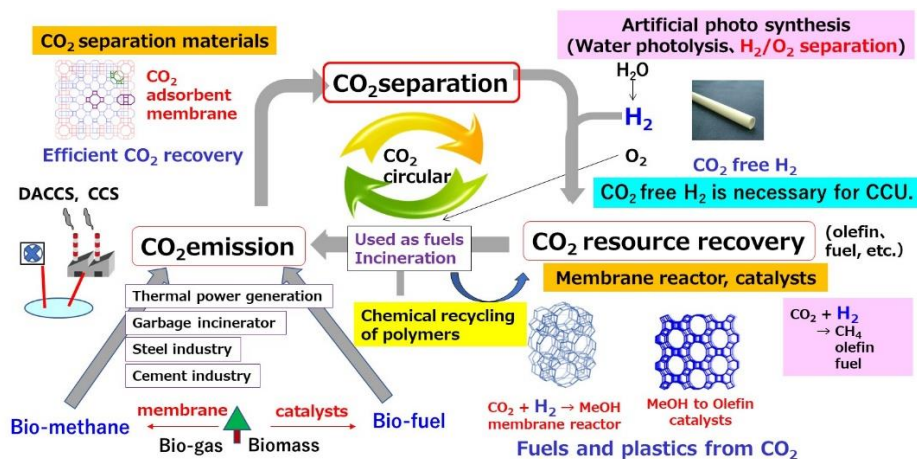 CO2 separation materials
CO2
adsorbent
membrane
Efficient CO2 recovery
CO2separation
Artificial photo synthesis
(Water photolysis、H2/O2 separation)
H2O
H2
O2
CO2 free H2
CO2 free H2 is necessary for CCU.
CO2
circular
DACCS, CCS
CO2emission
Used as fuels
Incineration
CO2 resource recovery
(olefin、
fuel, etc.)
Membrane reactor, catalysts
Thermal power generation
Garbage incinerator
Steel industry
Cement industry
Chemical recycling
of polymers
CO2 + H2
→ CH4
olefin
fuel
CO2 + H2 → MeOH
membrane reactor
MeOH to Olefin
catalysts
Fuels and plastics from CO2
Bio-methane
membrane
catalysts
Bio-fuel
Bio-gas
Biomass